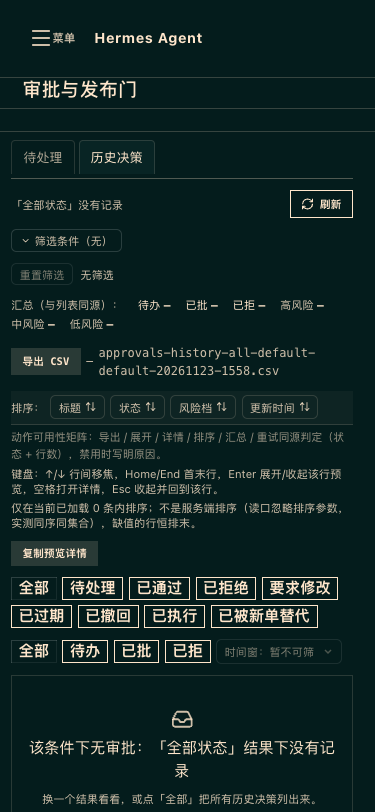 菜单 Hermes Agent
审批与发布门
待处理 历史决策
「全部状态」没有记录 刷新
筛选条件（无）
重置筛选 无筛选
汇总（与列表同源）： 待办 — 已批 — 已拒 — 高风险 —
中风险 — 低风险 —
导出 CSV — approvals-history-all-default-
default-20261123-1558.csv
排序： 标题 状态 风险档 更新时间
动作可用性矩阵：导出 / 展开 / 详情 / 排序 / 汇总 / 重试同源判定（状
态 + 行数），禁用时写明原因。
键盘：↑/↓ 行间移焦，Home/End 首末行，Enter 展开/收起该行预
览，空格打开详情，Esc 收起并回到该行。
仅在当前已加载 0 条内排序；不是服务端排序（读口忽略排序参数，
实测同序同集合），缺值的行恒排末。
复制预览详情
全部 待处理 已通过 已拒绝 要求修改
已过期 已撤回 已执行 已被新单替代
全部 待办 已批 已拒 时间窗：暂不可筛
该条件下无审批：「全部状态」结果下没有记
录
换一个结果看看，或点「全部」把所有历史决策列出来。